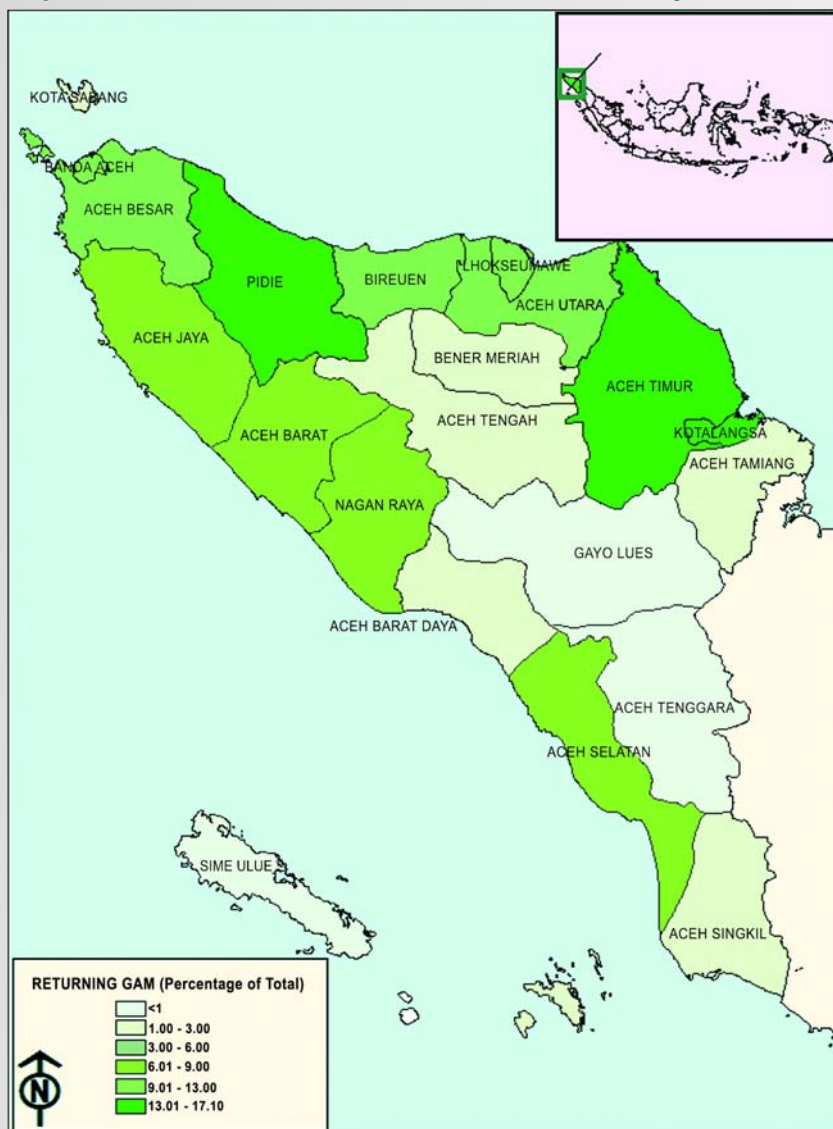 KOTA SABANG
BANDA ACEH
ACEH BESAR
PIDIE
BIREUEN
LHOKSEUMAWE
ACEH UTARA
ACEH JAYA
BENER MERIAH
ACEH TIMUR
ACEH TENGAH
ACEH BARAT
KOTALANGSA
ACEH TAMIANG
NAGAN RAYA
GAYO LUES
ACEH BARAT DAYA
ACEH TENGGARA
ACEH SELATAN
SIME ULUE
ACEH SINGKIL
RETURNING GAM (Percentage of Total)
<1
1.00 - 3.00
3.00 - 6.00
6.01 - 9.00
9.01 - 13.00
13.01 - 17.10
N